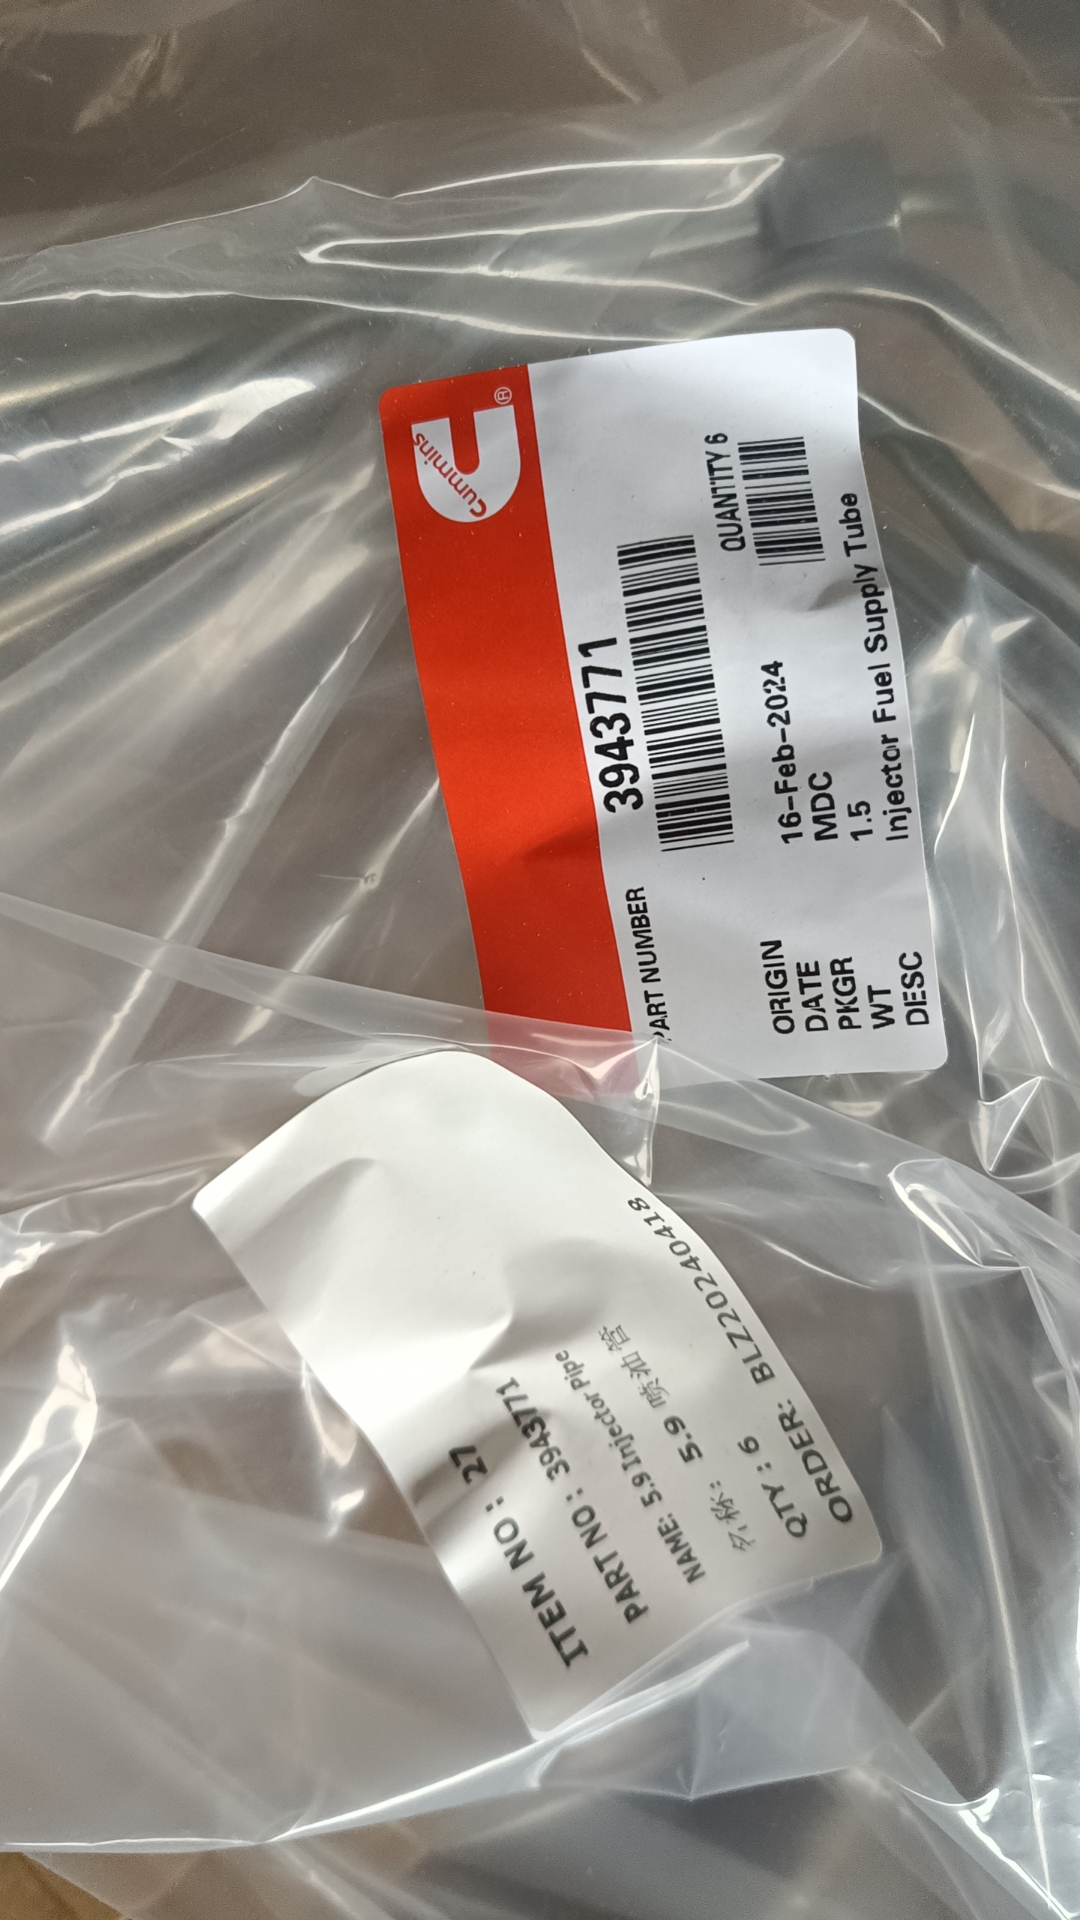 Cummins
®
PART NUMBER 3943771
QUANTITY 6
ORIGIN
DATE 16-Feb-2024
PKGR MDC
WT 1.5
DESC Injector Fuel Supply Tube
ITEM NO: 27
PART NO: 3943771
NAME: 5.9 Injector Pipe
名称: 5.9 喷油管
QTY: 6
ORDER: BLZ20240418